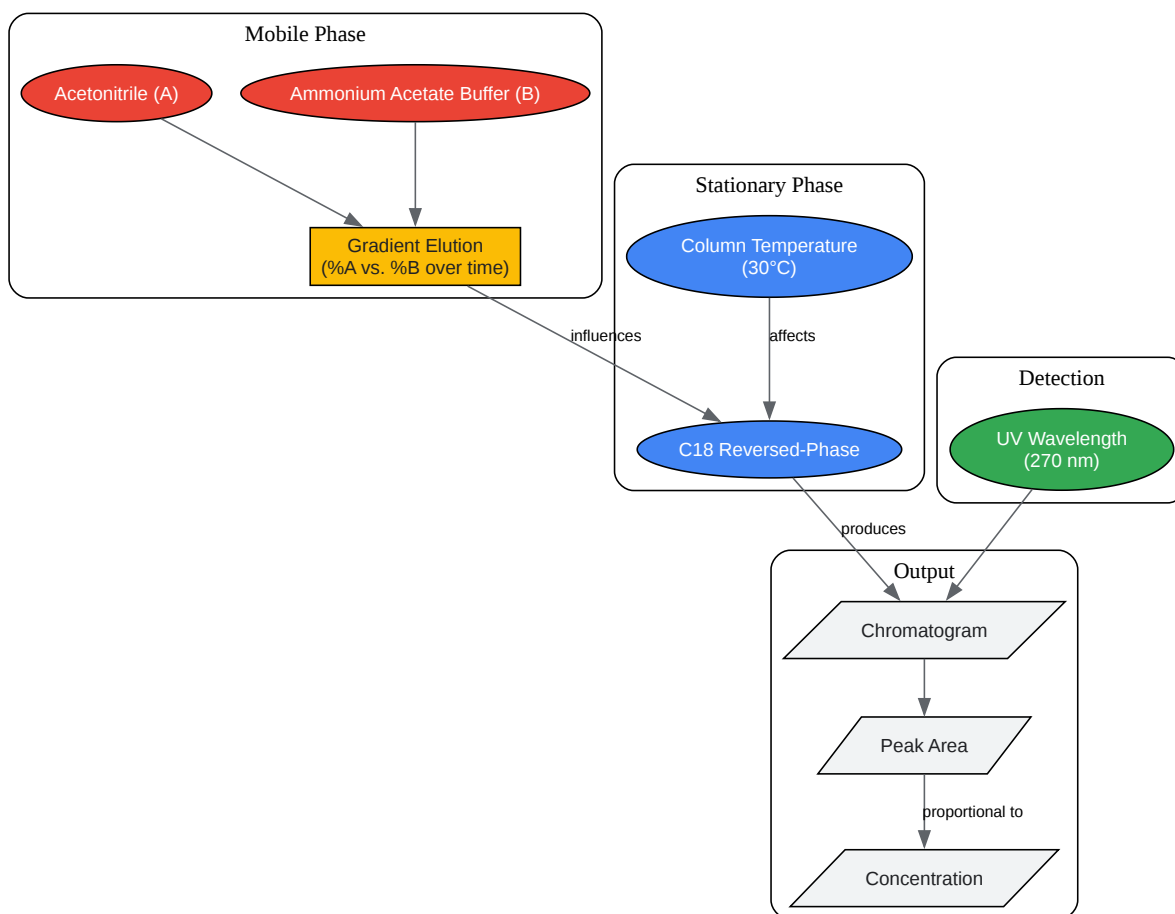 Mobile Phase
Acetonitrile (A)
Ammonium Acetate Buffer (B)
Gradient Elution
(%A vs. %B over time)
influences
Stationary Phase
Column Temperature
(30°C)
affects
C18 Reversed-Phase
produces
Detection
UV Wavelength
(270 nm)
Output
Chromatogram
Peak Area
proportional to
Concentration